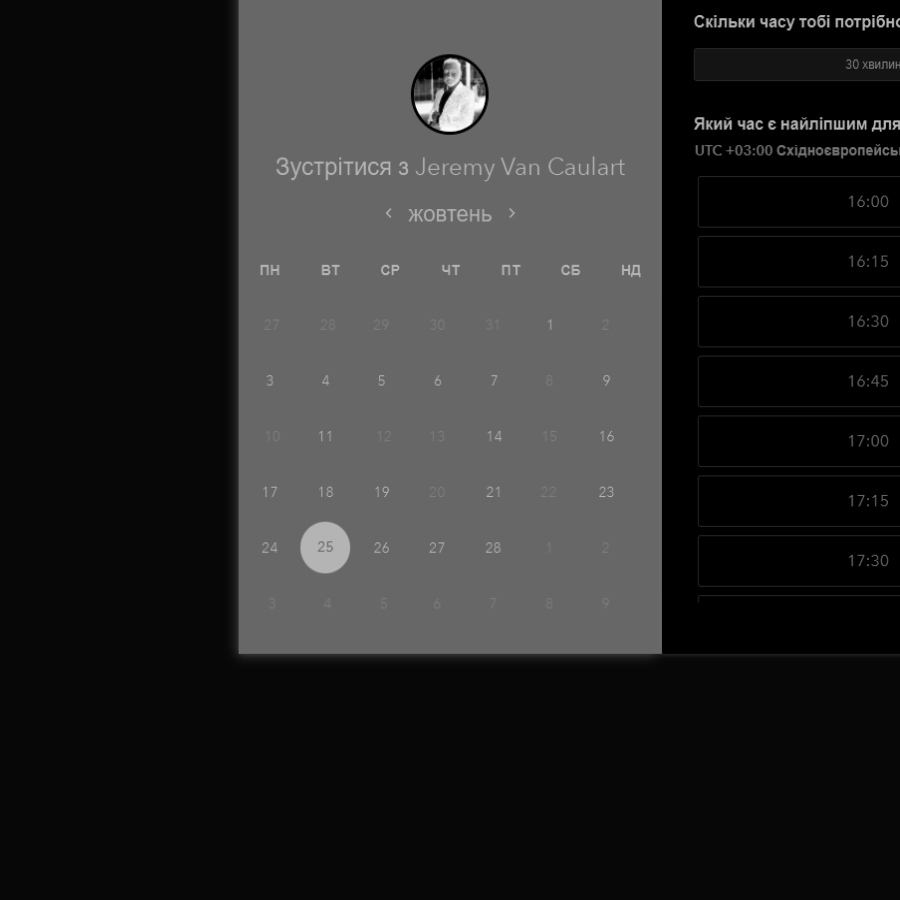 Зустрітися з Jeremy Van Caulart
< жовтень >
ПН ВТ СР ЧТ ПТ СБ НД
27 28 29 30 31 1 2
3 4 5 6 7 8 9
10 11 12 13 14 15 16
17 18 19 20 21 22 23
24 25 26 27 28 1 2
3 4 5 6 7 8 9
Скільки часу тобі
30
Який час є найліпшим для
UTC +03:00
16:00
16:15
16:30
16:45
17:00
17:15
17:30